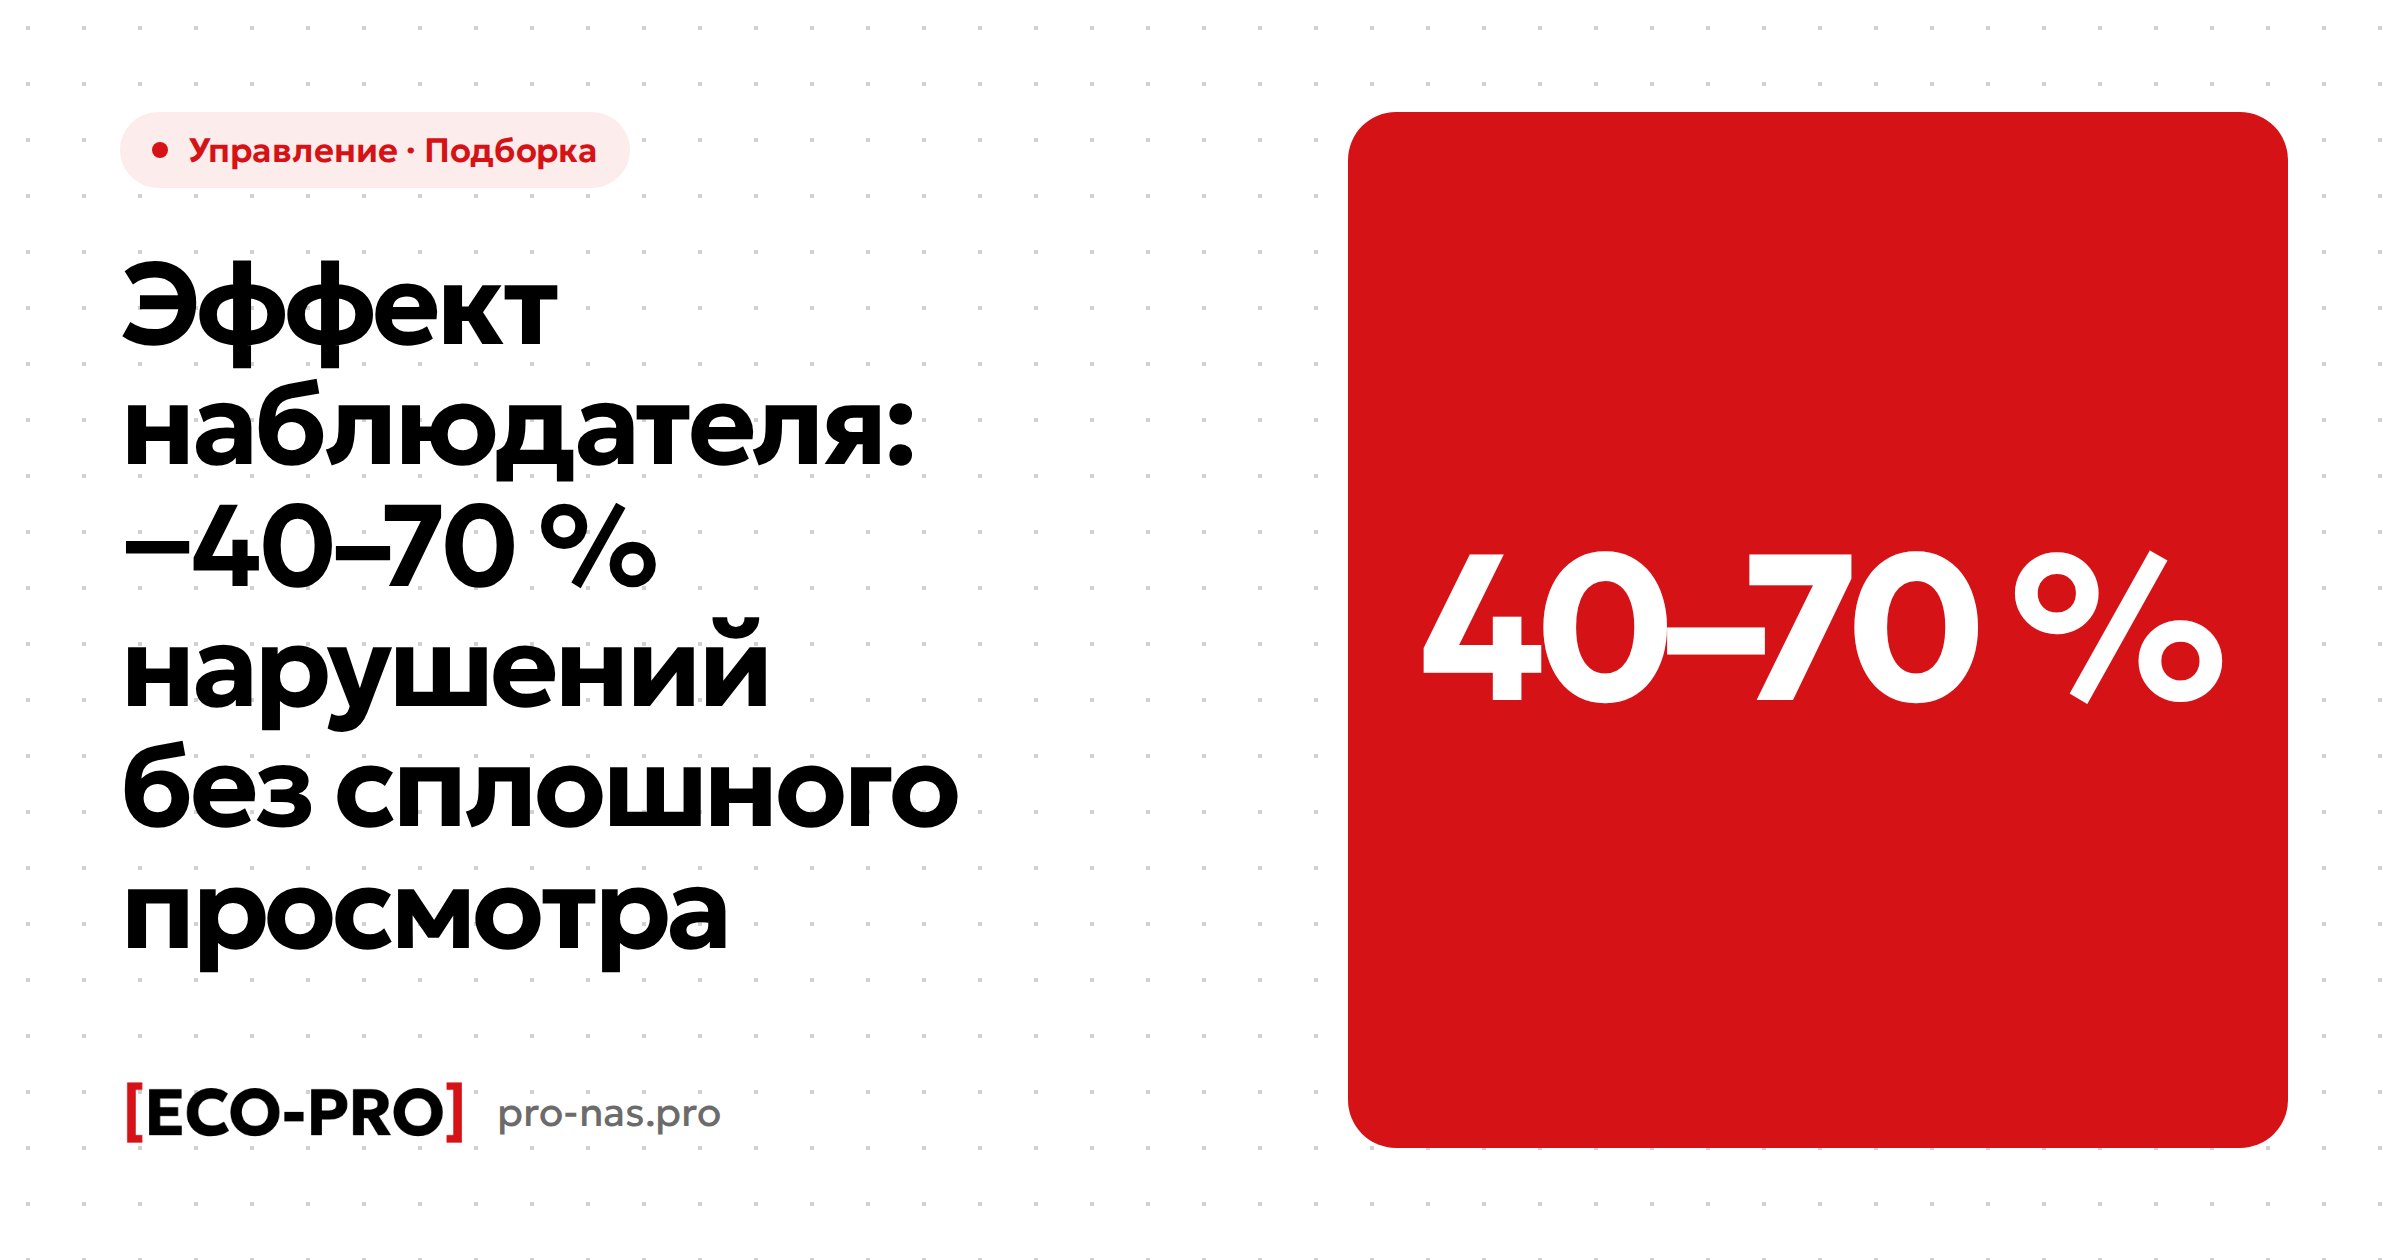 Управление · Подборка
Эффект
наблюдателя:
−40–70 %
нарушений
без сплошного
просмотра
[ECO-PRO] pro-nas.pro
40–70 %